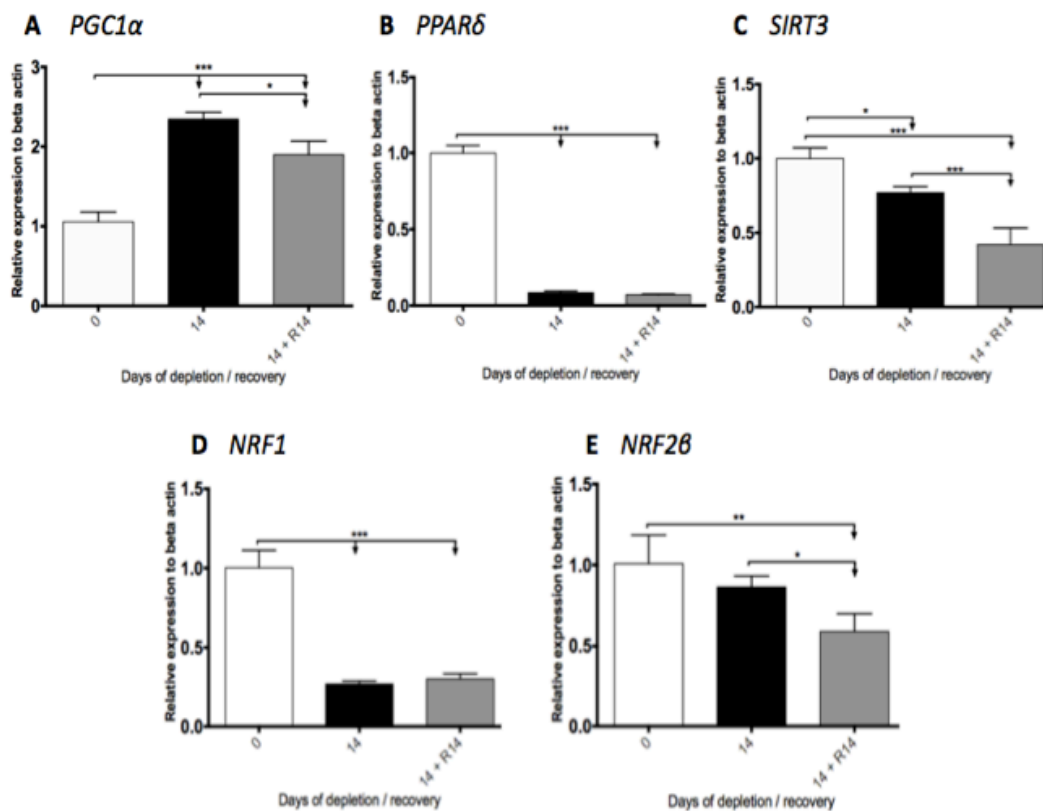 A PGC1α
Relative expression to beta actin
3
2
1
0
***
*
0
14
14 + R14
Days of depletion / recovery
B PPARδ
Relative expression to beta actin
1.5
1.0
0.5
0.0
***
0
14
14 + R14
Days of depletion / recovery
C SIRT3
Relative expression to beta actin
1.5
1.0
0.5
0.0
*
***
***
0
14
14 + R14
Days of depletion / recovery
D NRF1
Relative expression to beta actin
1.5
1.0
0.5
0.0
***
0
14
14 + R14
Days of depletion / recovery
E NRF2β
Relative expression to beta actin
1.5
1.0
0.5
0.0
**
*
0
14
14 + R14
Days of depletion / recovery